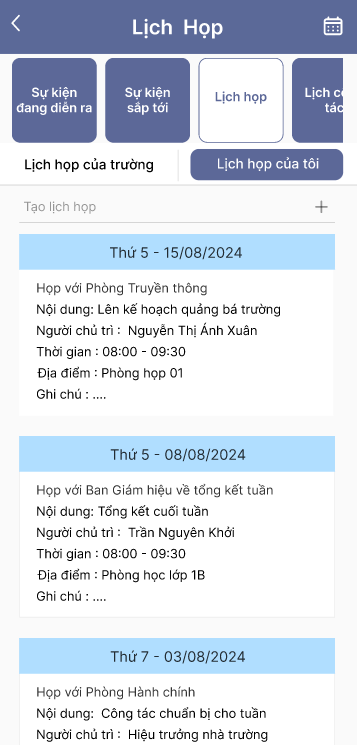 Lịch Họp
Sự kiện
đang diễn ra
Sự kiện
sắp tới
Lịch họp
Lịch c
tác
Lịch họp của trường
Lịch họp của tôi
Tạo lịch họp
Thứ 5 - 15/08/2024
Họp với Phòng Truyền thông
Nội dung: Lên kế hoạch quảng bá trường
Người chủ trì : Nguyễn Thị Ánh Xuân
Thời gian : 08:00 - 09:30
Địa điểm : Phòng họp 01
Ghi chú : ....
Thứ 5 - 08/08/2024
Họp với Ban Giám hiệu về tổng kết tuần
Nội dung: Tổng kết cuối tuần
Người chủ trì : Trần Nguyên Khởi
Thời gian : 08:00 - 09:30
Địa điểm : Phòng học lớp 1B
Ghi chú : ....
Thứ 7 - 03/08/2024
Họp với Phòng Hành chính
Nội dung: Công tác chuẩn bị cho tuần
Người chủ trì : Hiệu trưởng nhà trường